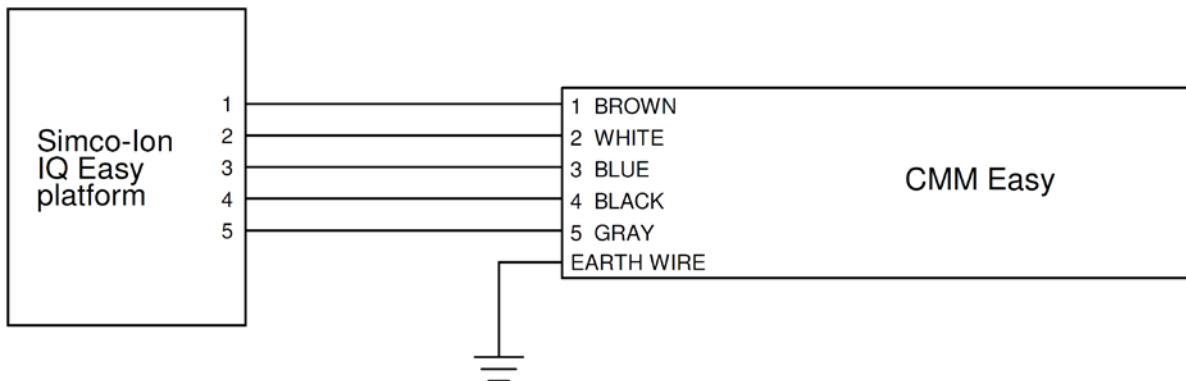 Simco-Ion
IQ Easy
platform
1
2
3
4
5
1 BROWN
2 WHITE
3 BLUE
4 BLACK
5 GRAY
EARTH WIRE
CMM Easy